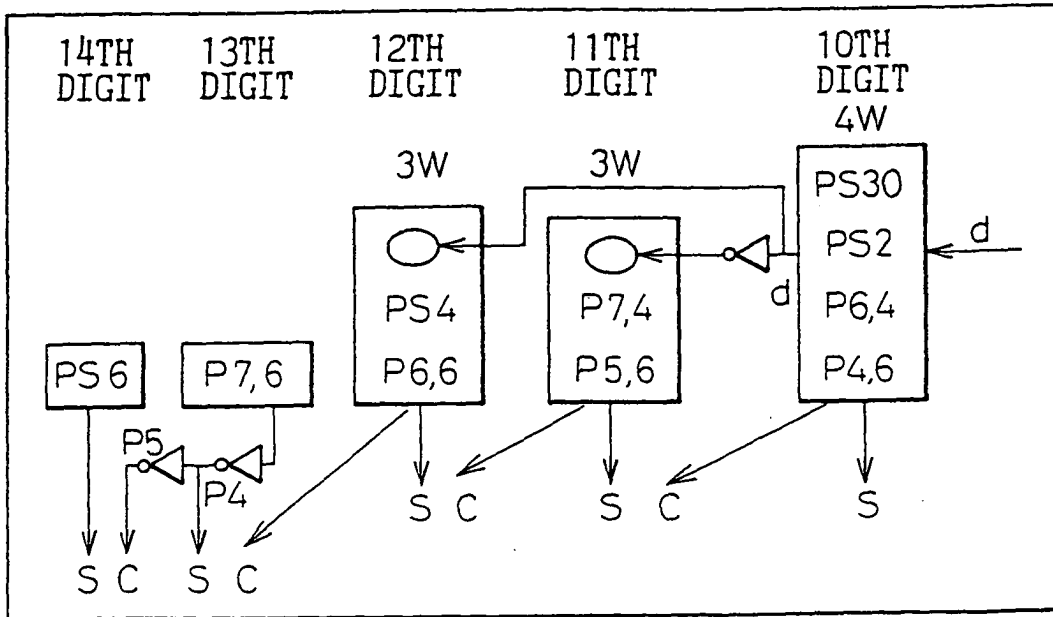 14TH DIGIT
13TH DIGIT
12TH DIGIT
11TH DIGIT
10TH DIGIT
3W
3W
4W
PS30
PS2
P6,4
P4,6
d
d
P7,4
P5,6
PS4
P6,6
P7,6
PS6
P5
P4
S C
S C
S C
S C
S